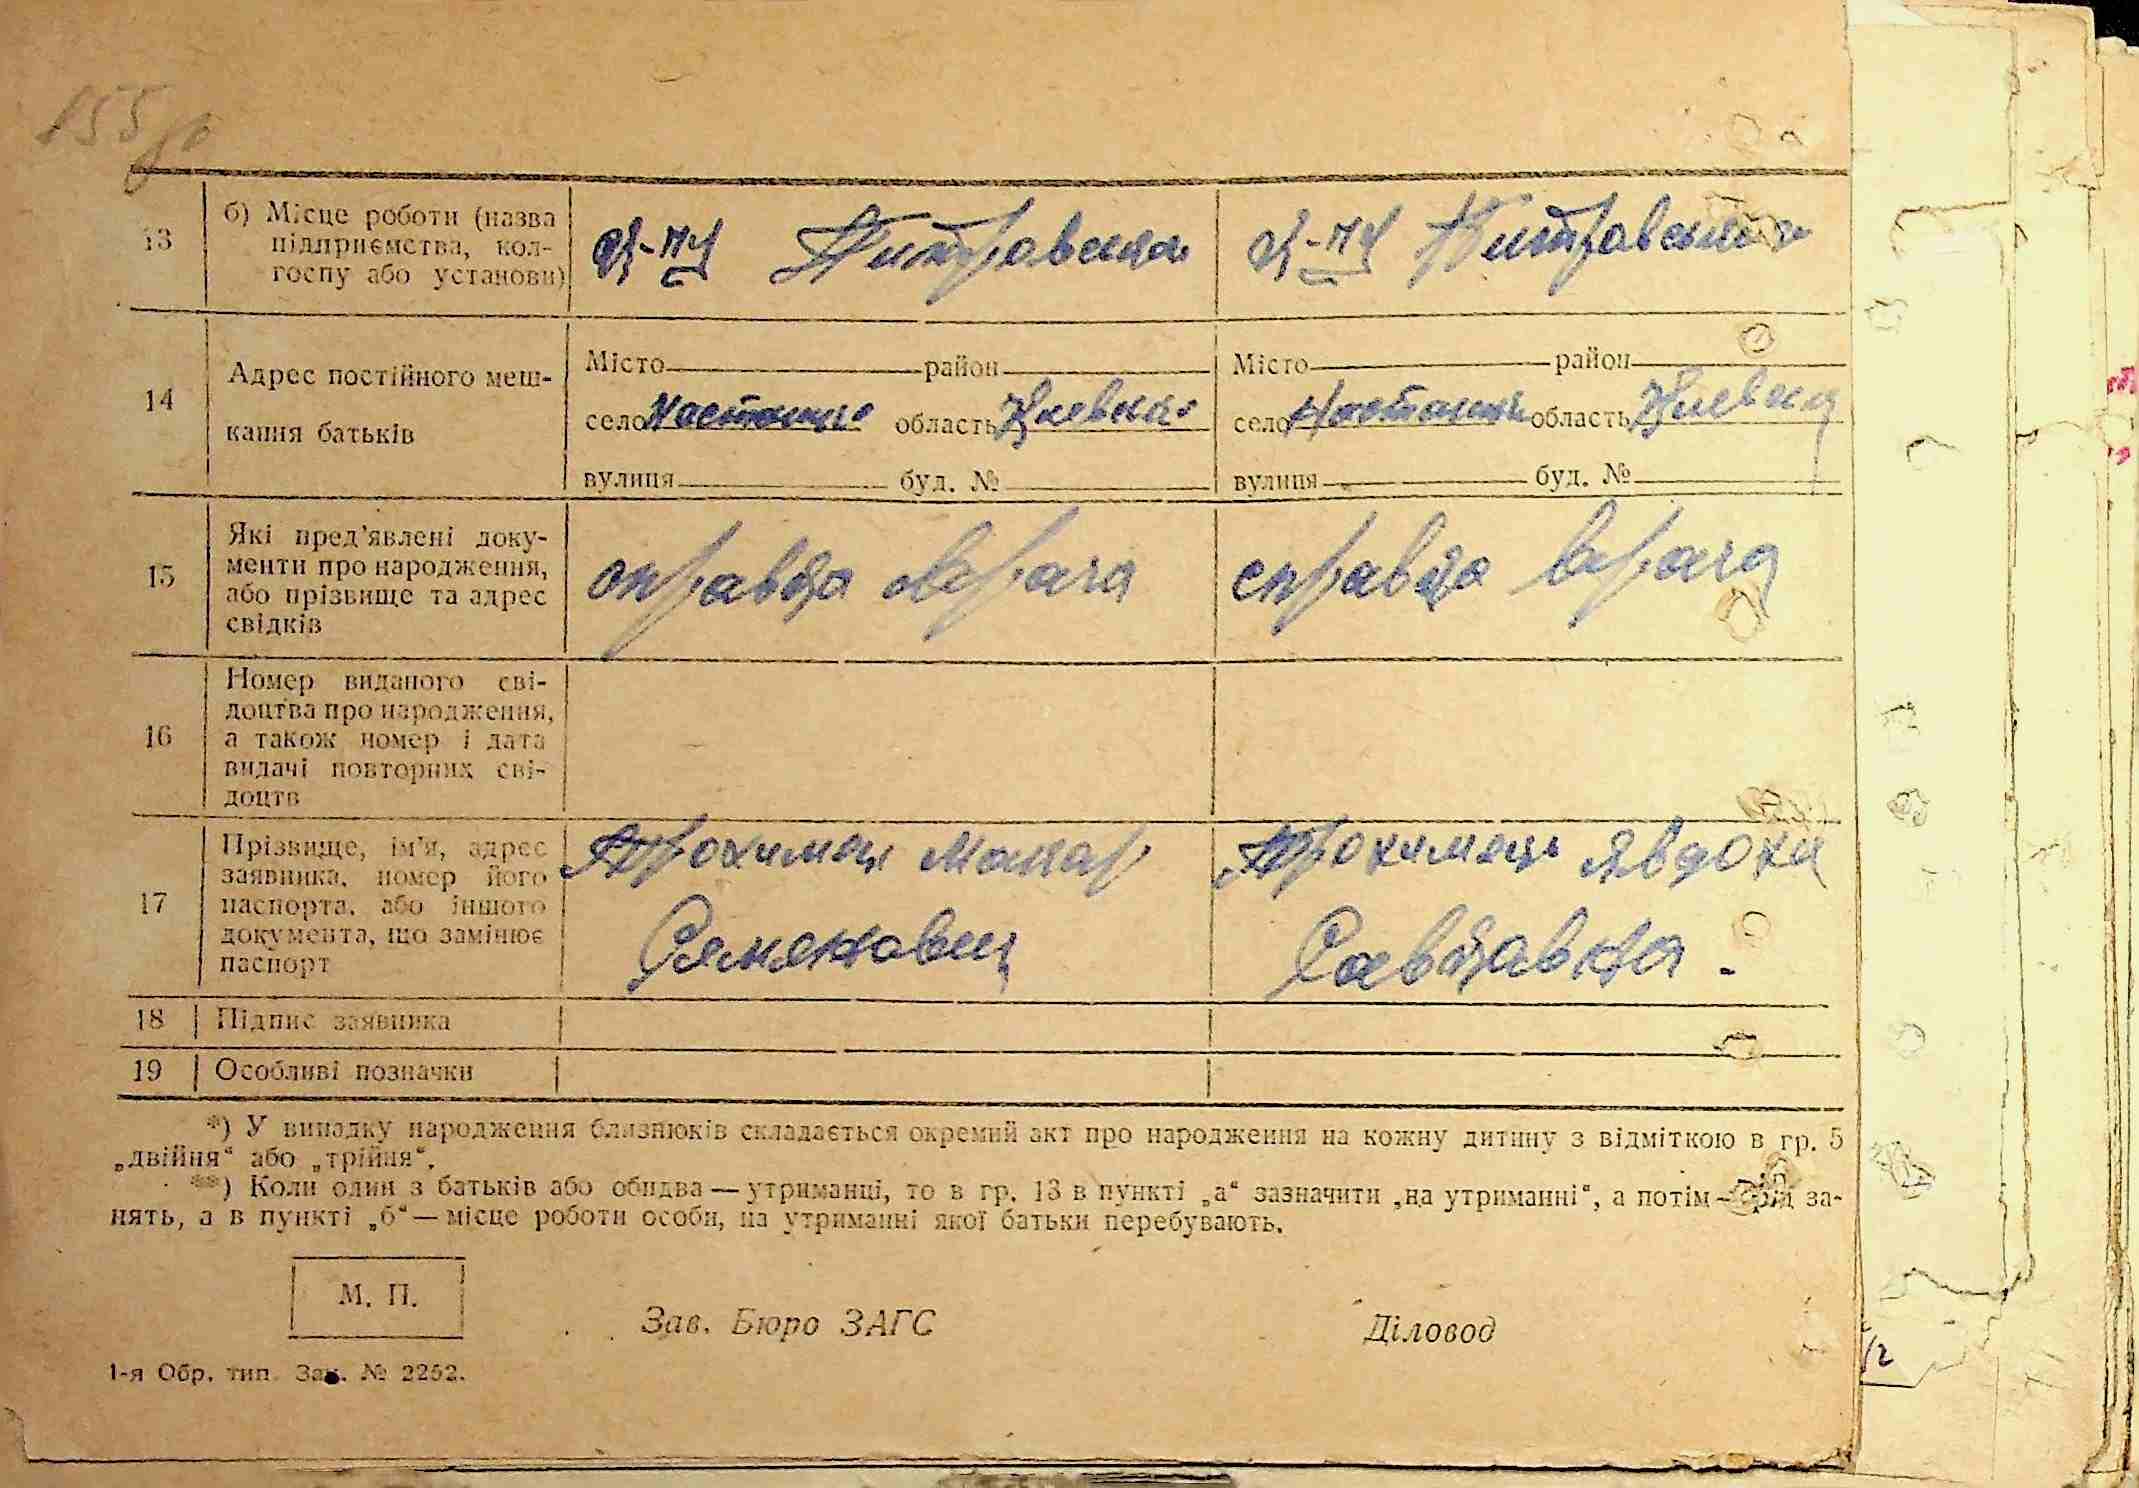 155
13
б) Місце роботи (назва
підприємства, кол-
госпу або установи)
14
Адрес постійного меш-
кання батьків
Місто район
село область
вулиця буд. №
Місто район
село область
вулиця буд. №
15
Які пред'явлені доку-
менти про народження,
або прізвище та адрес
свідків
справка врача
справка врача
16
Номер виданого сві-
доцтва про народження,
а також номер і дата
видачі повторних сві-
доцтв
17
Прізвище, ім'я, адрес
заявника, номер його
паспорта, або іншого
документа, що замінює
паспорт
Макар
Явдоха
18 Підпис заявника
19 Особливі позначки
*) У випадку народження близнюків складається окремий акт про народження на кожну дитину з відміткою в гр. 5
„двійня“ або „трійня“.
**) Коли один з батьків або обидва — утриманці, то в гр. 13 в пункті „а“ зазначити „на утриманні“, а потім — рід за-
нять, а в пункті „б“ — місце роботи особи, на утриманні якої батьки перебувають.
М. П.
Зав. Бюро ЗАГС
Діловод
1-я Обр. тип. Зак. № 2252.